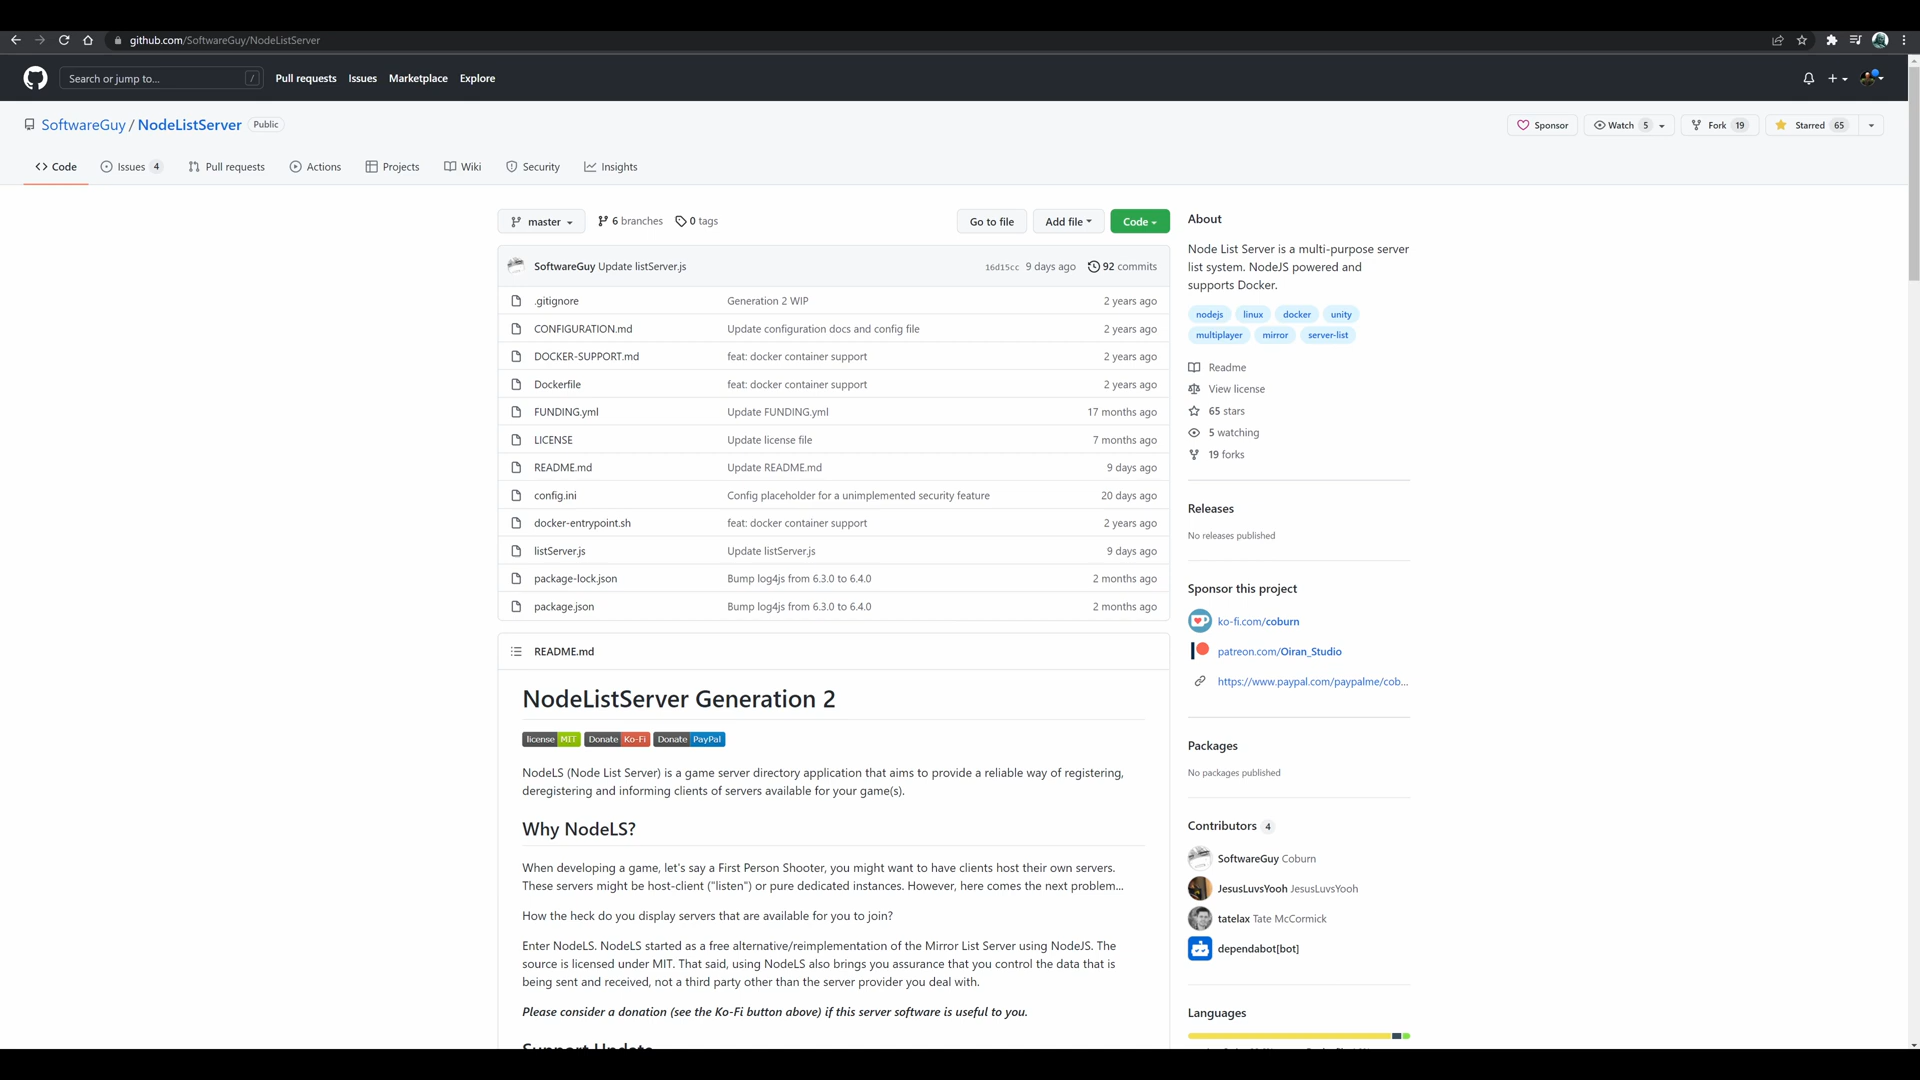 github.com/SoftwareGuy/NodeListServer
Search or jump to... / Pull requests Issues Marketplace Explore
SoftwareGuy / NodeListServer Public
Sponsor Watch 5 Fork 19 Starred 65
Code Issues 4 Pull requests Actions Projects Wiki Security Insights
master 6 branches 0 tags Go to file Add file Code
SoftwareGuy Update listServer.js 16d15cc 9 days ago 92 commits
.gitignore Generation 2 WIP 2 years ago
CONFIGURATION.md Update configuration docs and config file 2 years ago
DOCKER-SUPPORT.md feat: docker container support 2 years ago
Dockerfile feat: docker container support 2 years ago
FUNDING.yml Update FUNDING.yml 17 months ago
LICENSE Update license file 7 months ago
README.md Update README.md 9 days ago
config.ini Config placeholder for a unimplemented security feature 20 days ago
docker-entrypoint.sh feat: docker container support 2 years ago
listServer.js Update listServer.js 9 days ago
package-lock.json Bump log4js from 6.3.0 to 6.4.0 2 months ago
package.json Bump log4js from 6.3.0 to 6.4.0 2 months ago
README.md
NodeListServer Generation 2
license MIT Donate Ko-Fi Donate PayPal
NodeLS (Node List Server) is a game server directory application that aims to provide a reliable way of registering,
deregistering and informing clients of servers available for your game(s).
Why NodeLS?
When developing a game, let's say a First Person Shooter, you might want to have clients host their own servers.
These servers might be host-client ("listen") or pure dedicated instances. However, here comes the next problem...
How the heck do you display servers that are available for you to join?
Enter NodeLS. NodeLS started as a free alternative/reimplementation of the Mirror List Server using NodeJS. The
source is licensed under MIT. That said, using NodeLS also brings you assurance that you control the data that is
being sent and received, not a third party other than the server provider you deal with.
Please consider a donation (see the Ko-Fi button above) if this server software is useful to you.
Support Update
About
Node List Server is a multi-purpose server
list system. NodeJS powered and
supports Docker.
nodejs linux docker unity
multiplayer mirror server-list
Readme
View license
65 stars
5 watching
19 forks
Releases
No releases published
Sponsor this project
ko-fi.com/coburn
patreon.com/Oiran_Studio
https://www.paypal.com/paypalme/cob...
Packages
No packages published
Contributors 4
SoftwareGuy Coburn
JesusLuvsYooh JesusLuvsYooh
tatelax Tate McCormick
dependabot[bot]
Languages